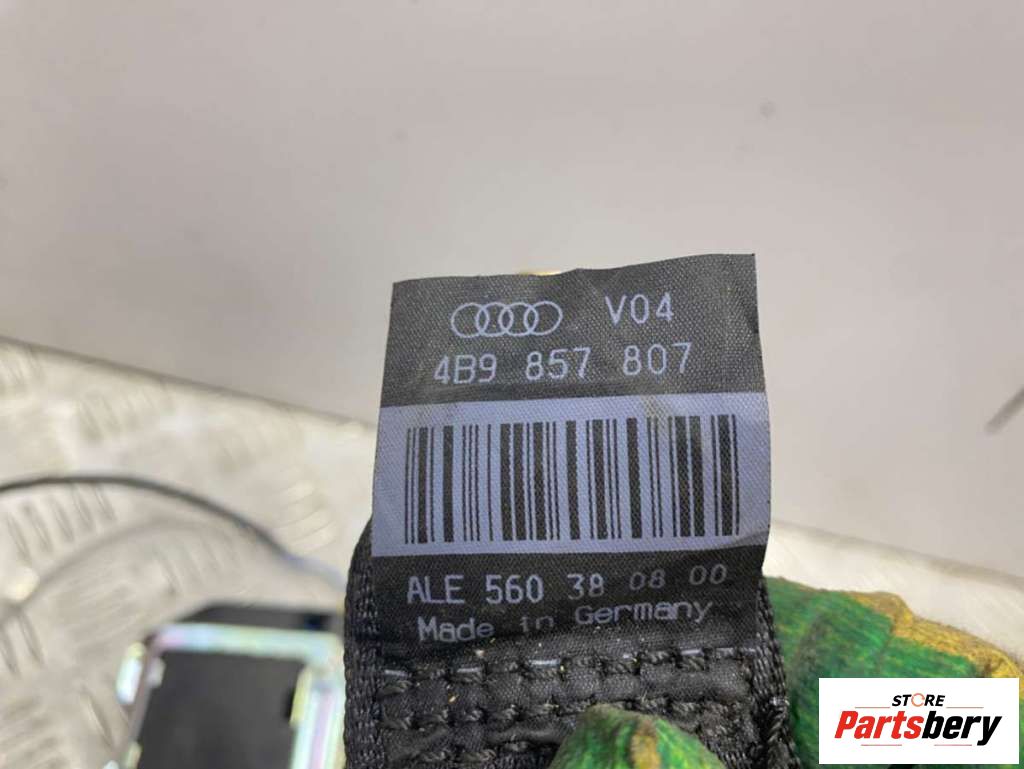 V04
4B9 857 807
ALE 560 38 08 00
Made in Germany
STORE
Partsbery